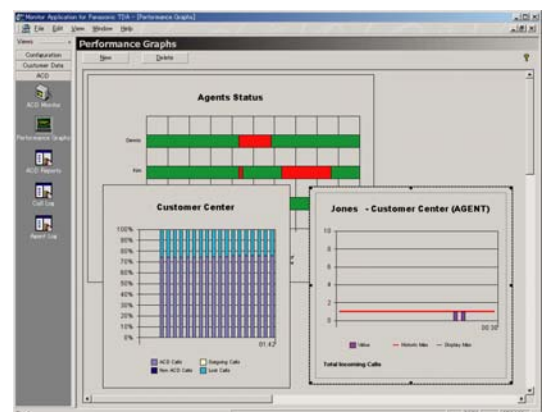 Monitor Application for Panasonic TDA - [Performance Graphs]
File Edit View Window Help
Views
Performance Graphs
Configuration
Customer Data
ACD
New
Delete
ACD Monitor
Performance Graphs
ACD Reports
Call Log
Agent Log
Agents Status
Dennis
Kim
Customer Center
100%
90%
80%
70%
60%
50%
40%
30%
20%
10%
0%
01:42
ACD Calls
Outgoing Calls
Non ACD Calls
Lost Calls
Jones - Customer Center (AGENT)
10
8
6
4
2
0
00:30
Value
Historic Max
Display Max
Total Incoming Calls